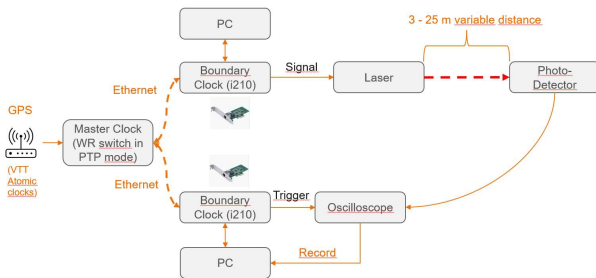 3 - 25 m variable distance
PC
Boundary
Clock (i210)
Signal
Laser
Photo-
Detector
Ethernet
GPS
Master Clock
(WR switch in
PTP mode)
(VTT
Atomic
clocks)
Ethernet
Boundary
Clock (i210)
Trigger
Oscilloscope
PC
Record